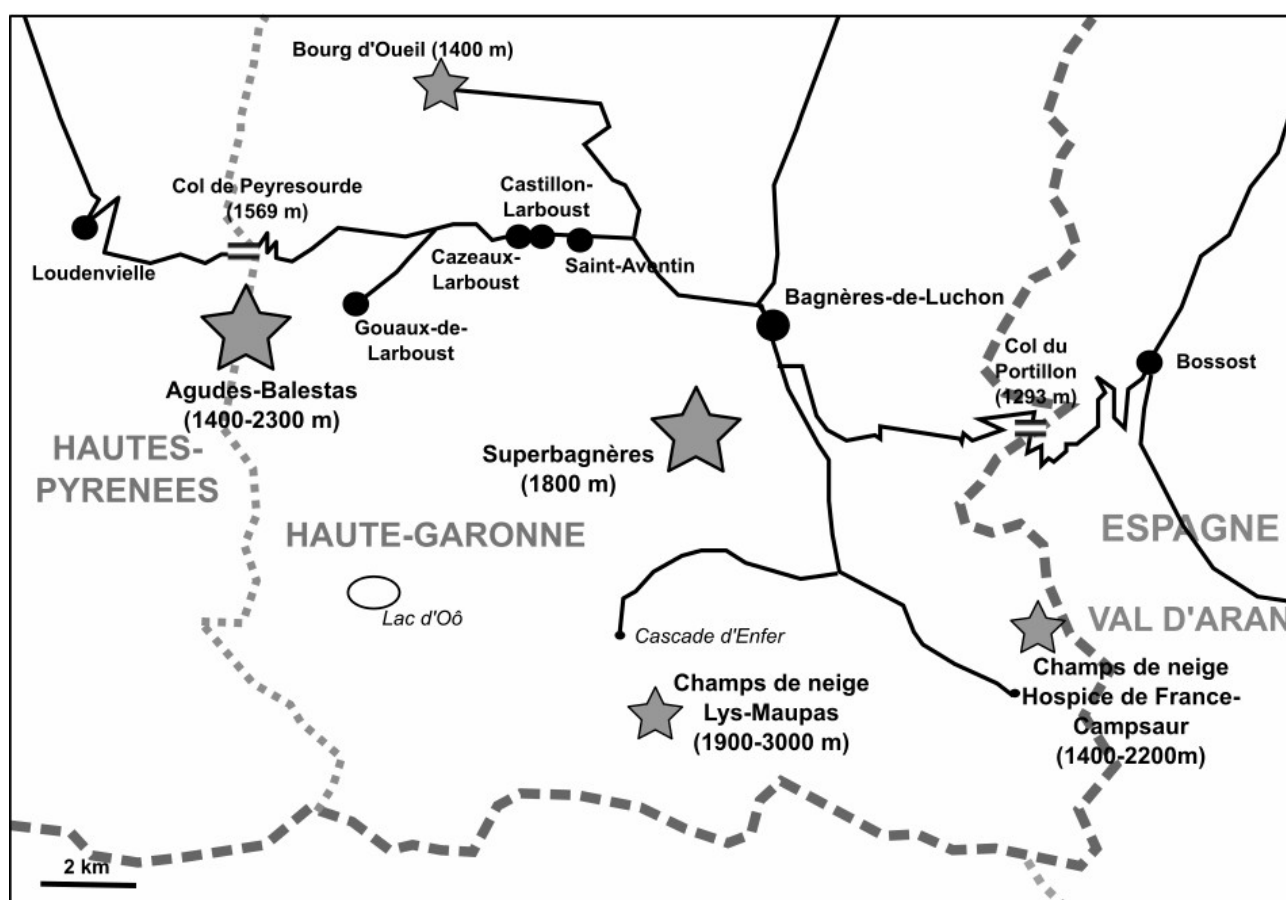 Bourg d'Oueil (1400 m)
Col de Peyresourde
(1569 m)
Castillon-
Larboust
Loudenvielle
Cazeaux-
Larboust
Saint-Aventin
Bagnères-de-Luchon
Gouaux-de-
Larboust
Col du
Portillon
(1293 m)
Bossost
Agudes-Balestas
(1400-2300 m)
HAUTES-
PYRENEES
Superbagnères
(1800 m)
HAUTE-GARONNE
ESPAGNE
Lac d'Oô
Cascade d'Enfer
VAL D'ARAN
Champs de neige
Lys-Maupas
(1900-3000 m)
Champs de neige
Hospice de France-
Campsaur
(1400-2200m)
2 km